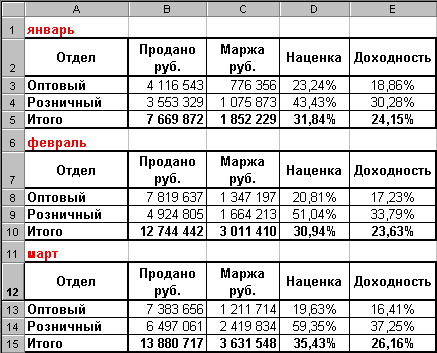 A B C D E
1 январь
2 Отдел Продано руб. Маржа руб. Наценка Доходность
3 Оптовый 4 116 543 776 356 23,24% 18,86%
4 Розничный 3 553 329 1 075 873 43,43% 30,28%
5 Итого 7 669 872 1 852 229 31,84% 24,15%
6 февраль
7 Отдел Продано руб. Маржа руб. Наценка Доходность
8 Оптовый 7 819 637 1 347 197 20,81% 17,23%
9 Розничный 4 924 805 1 664 213 51,04% 33,79%
10 Итого 12 744 442 3 011 410 30,94% 23,63%
11 март
12 Отдел Продано руб. Маржа руб. Наценка Доходность
13 Оптовый 7 383 656 1 211 714 19,63% 16,41%
14 Розничный 6 497 061 2 419 834 59,35% 37,25%
15 Итого 13 880 717 3 631 548 35,43% 26,16%